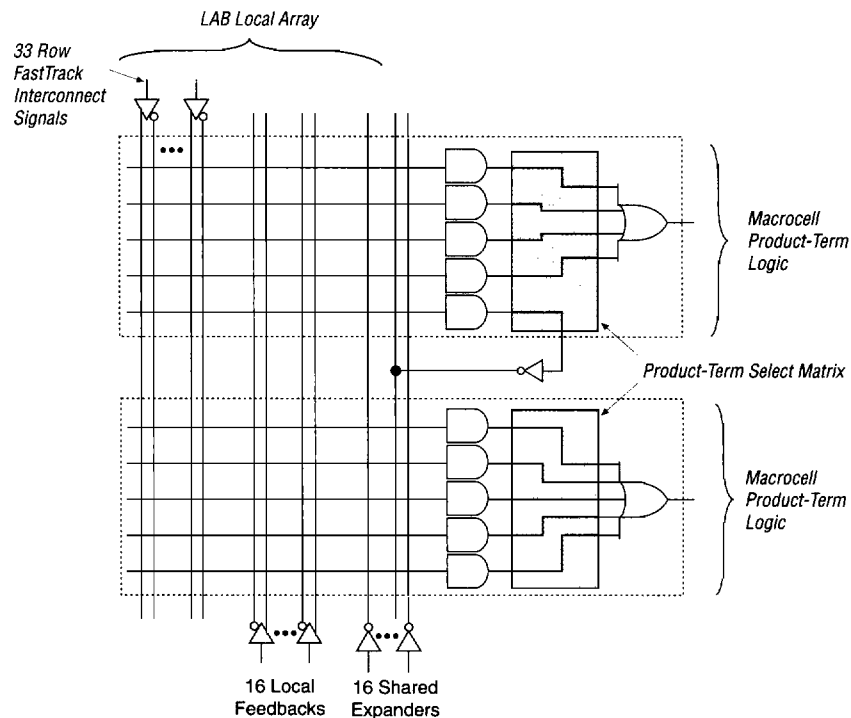 LAB Local Array
33 Row
FastTrack
Interconnect
Signals
Macrocell
Product-Term
Logic
Product-Term Select Matrix
Macrocell
Product-Term
Logic
16 Local
Feedbacks
16 Shared
Expanders